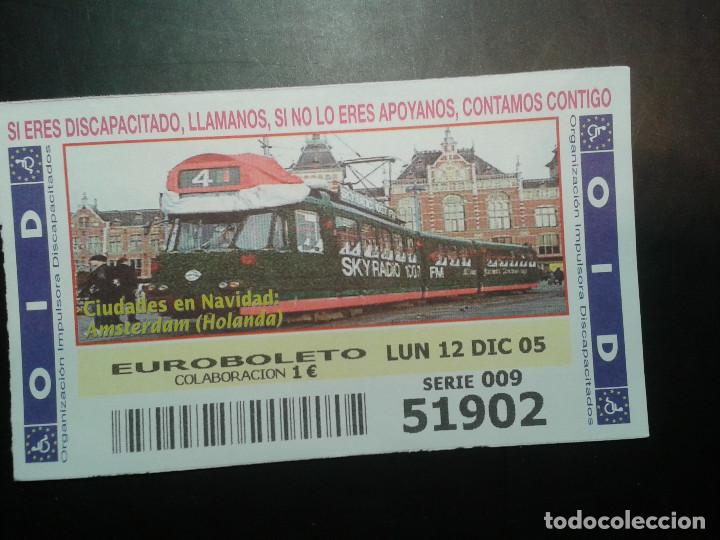 SI ERES DISCAPACITADO, LLAMANOS, SI NO LO ERES APOYANOS, CONTAMOS CONTIGO
OID
Organización Impulsora Discapacitados
4
SKYRADIO 100.7 FM
Ciudades en Navidad:
Amsterdam (Holanda)
EUROBOLETO
COLABORACION 1 €
LUN 12 DIC 05
SERIE 009
51902
Organización Impulsora Discapacitados
OID
todocoleccion
todocoleccion.net